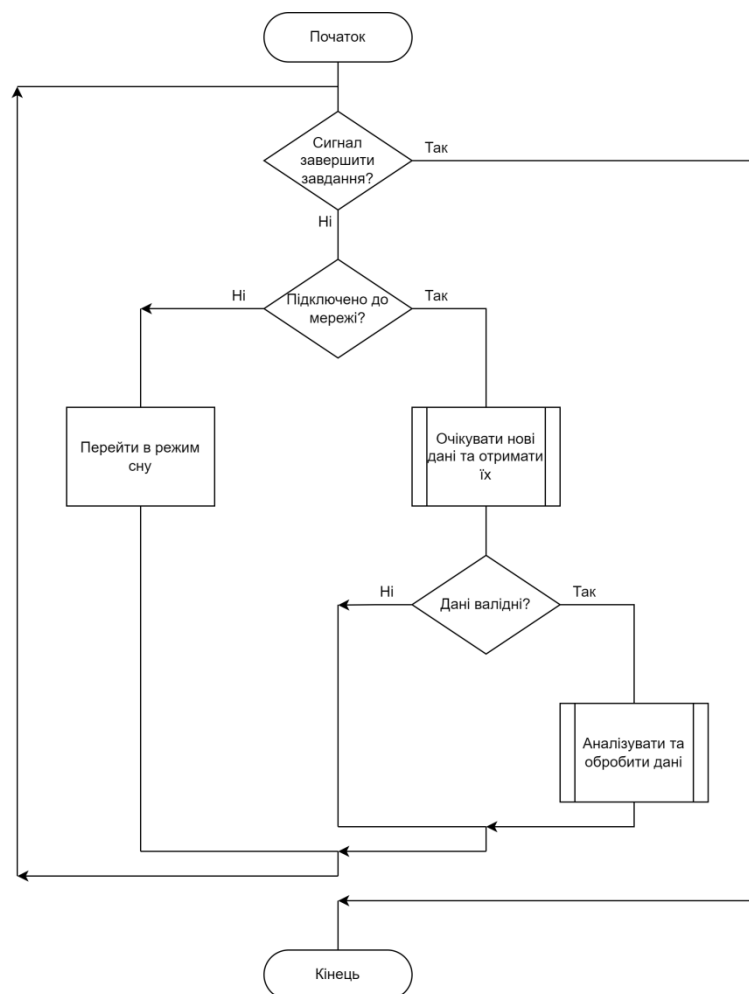 Початок
Сигнал
завершити
завдання?
Так
Ні
Ні
Підключено до
мережі?
Так
Перейти в режим
сну
Очікувати нові
дані та отримати
їх
Ні
Дані валідні?
Так
Аналізувати та
обробити дані
Кінець